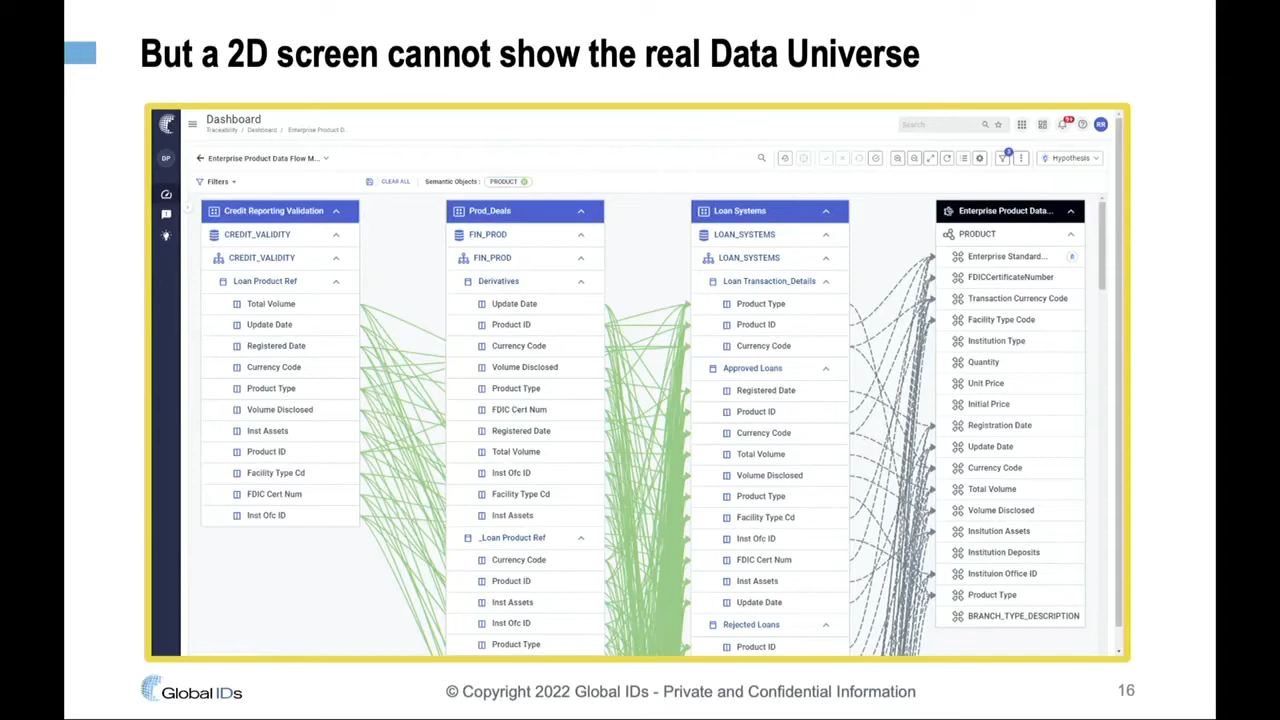 But a 2D screen cannot show the real Data Universe
Dashboard
Traceability / Dashboard / Enterprise Product D..
Search
9+
RR
DP
Enterprise Product Data Flow M...
Hypothesis
Filters
CLEAR ALL
Semantic Objects :
PRODUCT
Credit Reporting Validation
CREDIT_VALIDITY
CREDIT_VALIDITY
Loan Product Ref
Total Volume
Update Date
Registered Date
Currency Code
Product Type
Volume Disclosed
Inst Assets
Product ID
Facility Type Cd
FDIC Cert Num
Inst Ofc ID
Prod_Deals
FIN_PROD
FIN_PROD
Derivatives
Update Date
Product ID
Currency Code
Volume Disclosed
Product Type
FDIC Cert Num
Registered Date
Total Volume
Inst Ofc ID
Facility Type Cd
Inst Assets
_Loan Product Ref
Currency Code
Product ID
Inst Assets
Inst Ofc ID
Product Type
Loan Systems
LOAN_SYSTEMS
LOAN_SYSTEMS
Loan Transaction_Details
Product Type
Product ID
Currency Code
Approved Loans
Registered Date
Product ID
Currency Code
Total Volume
Volume Disclosed
Product Type
Facility Type Cd
Inst Ofc ID
FDIC Cert Num
Inst Assets
Update Date
Rejected Loans
Product ID
Enterprise Product Data...
PRODUCT
Enterprise Standard...
FDICCertificateNumber
Transaction Currency Code
Facility Type Code
Institution Type
Quantity
Unit Price
Initial Price
Registration Date
Update Date
Currency Code
Total Volume
Volume Disclosed
Insitution Assets
Institution Deposits
Instituion Office ID
Product Type
BRANCH_TYPE_DESCRIPTION
Global IDs
© Copyright 2022 Global IDs - Private and Confidential Information
16